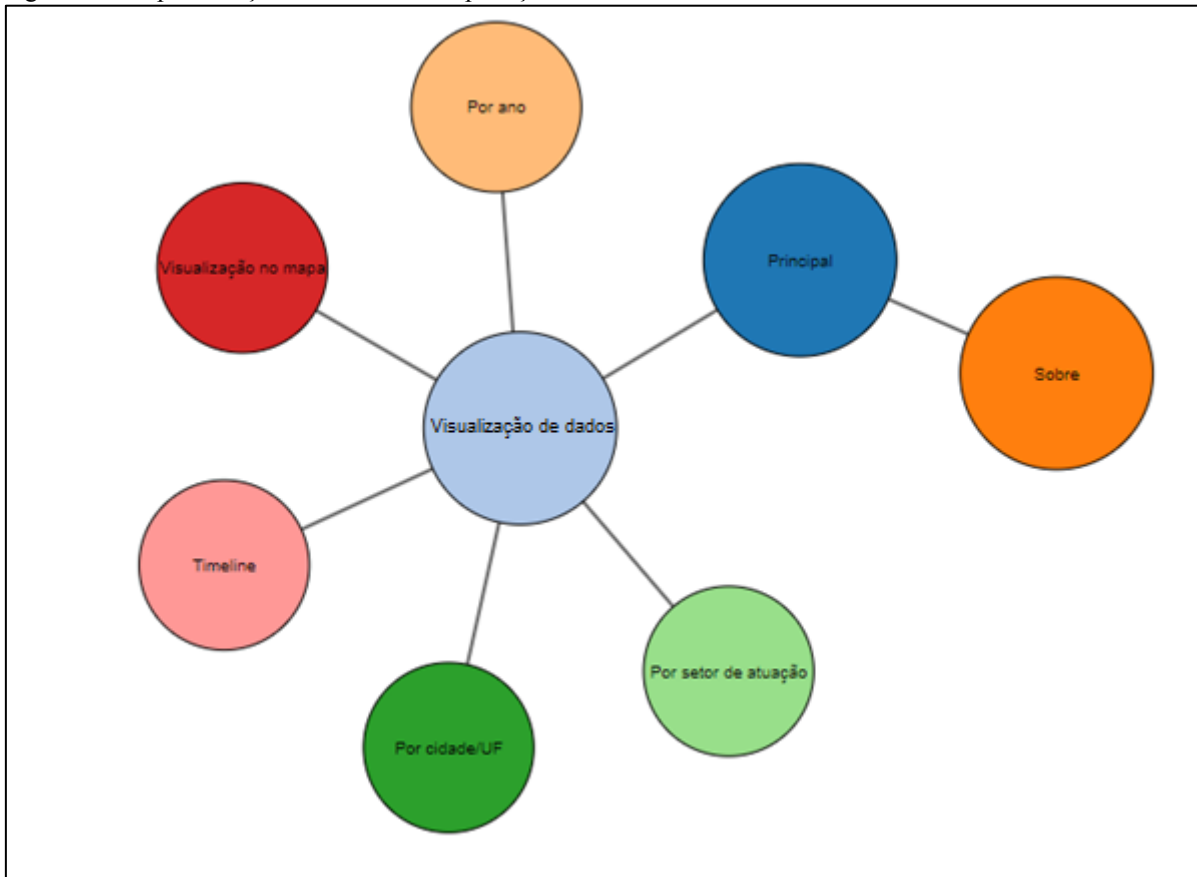 Por ano
Principal
Visualização no mapa
Sobre
Visualização de dados
Timeline
Por setor de atuação
Por cidade/UF